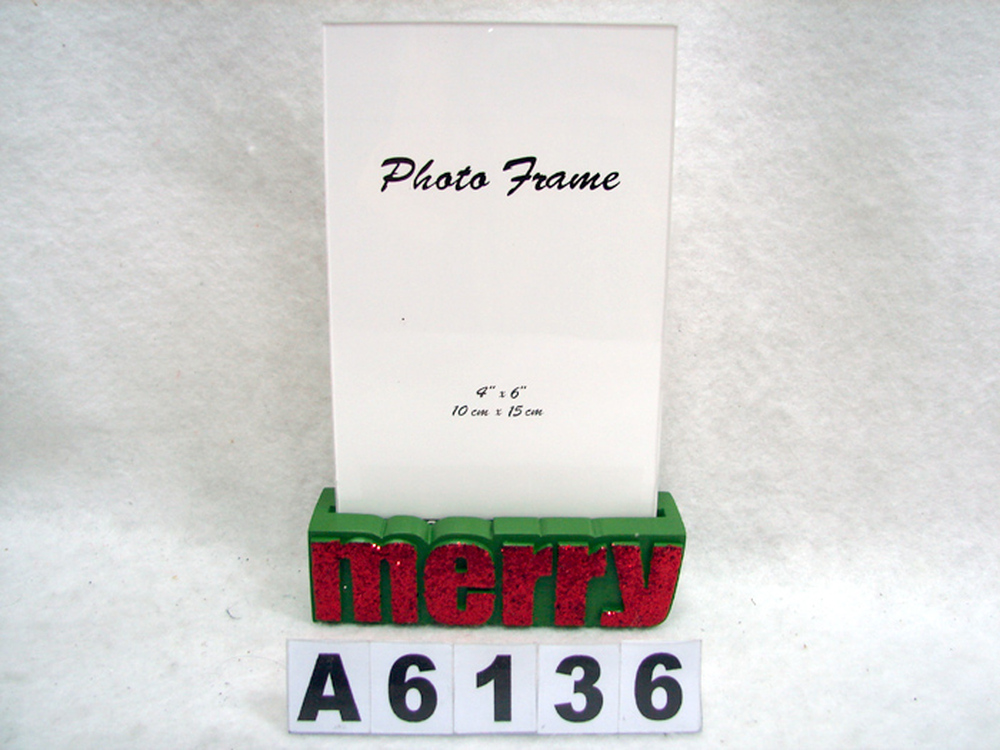 Photo Frame
4" x 6"
10 cm x 15 cm
merry
A6136